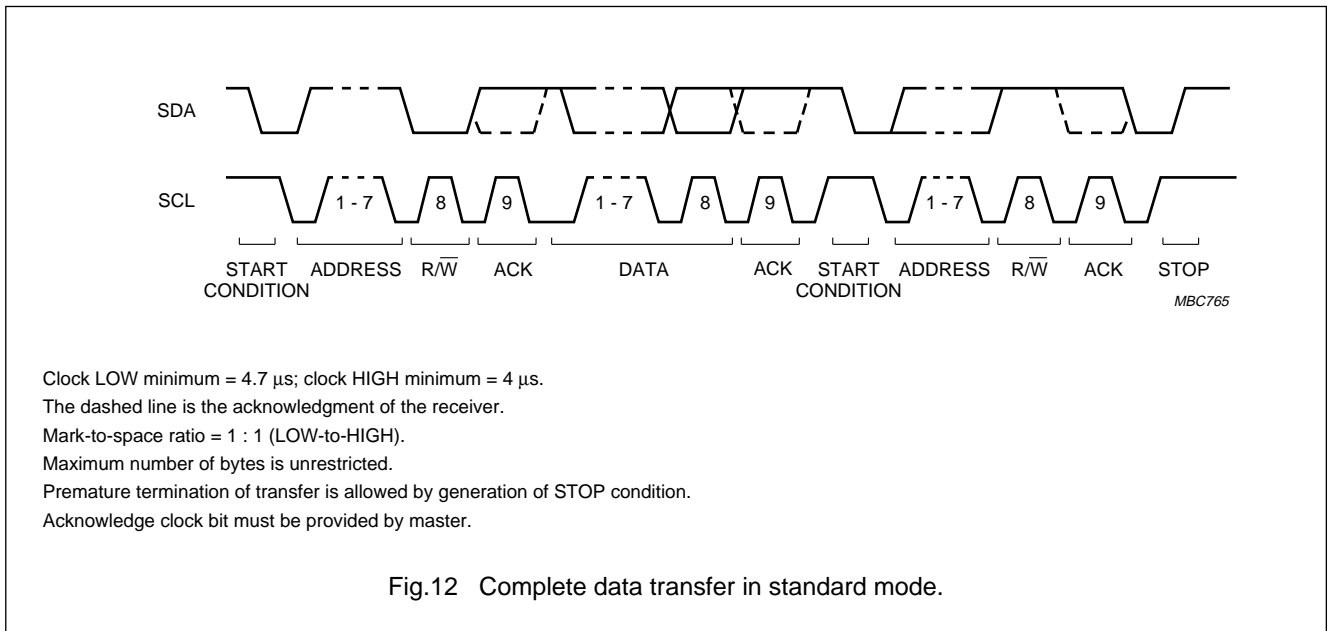 SDA
SCL
1 - 7 8 9 1 - 7 8 9 1 - 7 8 9
START CONDITION ADDRESS R/W̅ ACK DATA ACK START CONDITION ADDRESS R/W̅ ACK STOP
MBC765
Clock LOW minimum = 4.7 μs; clock HIGH minimum = 4 μs.
The dashed line is the acknowledgment of the receiver.
Mark-to-space ratio = 1 : 1 (LOW-to-HIGH).
Maximum number of bytes is unrestricted.
Premature termination of transfer is allowed by generation of STOP condition.
Acknowledge clock bit must be provided by master.
Fig.12 Complete data transfer in standard mode.